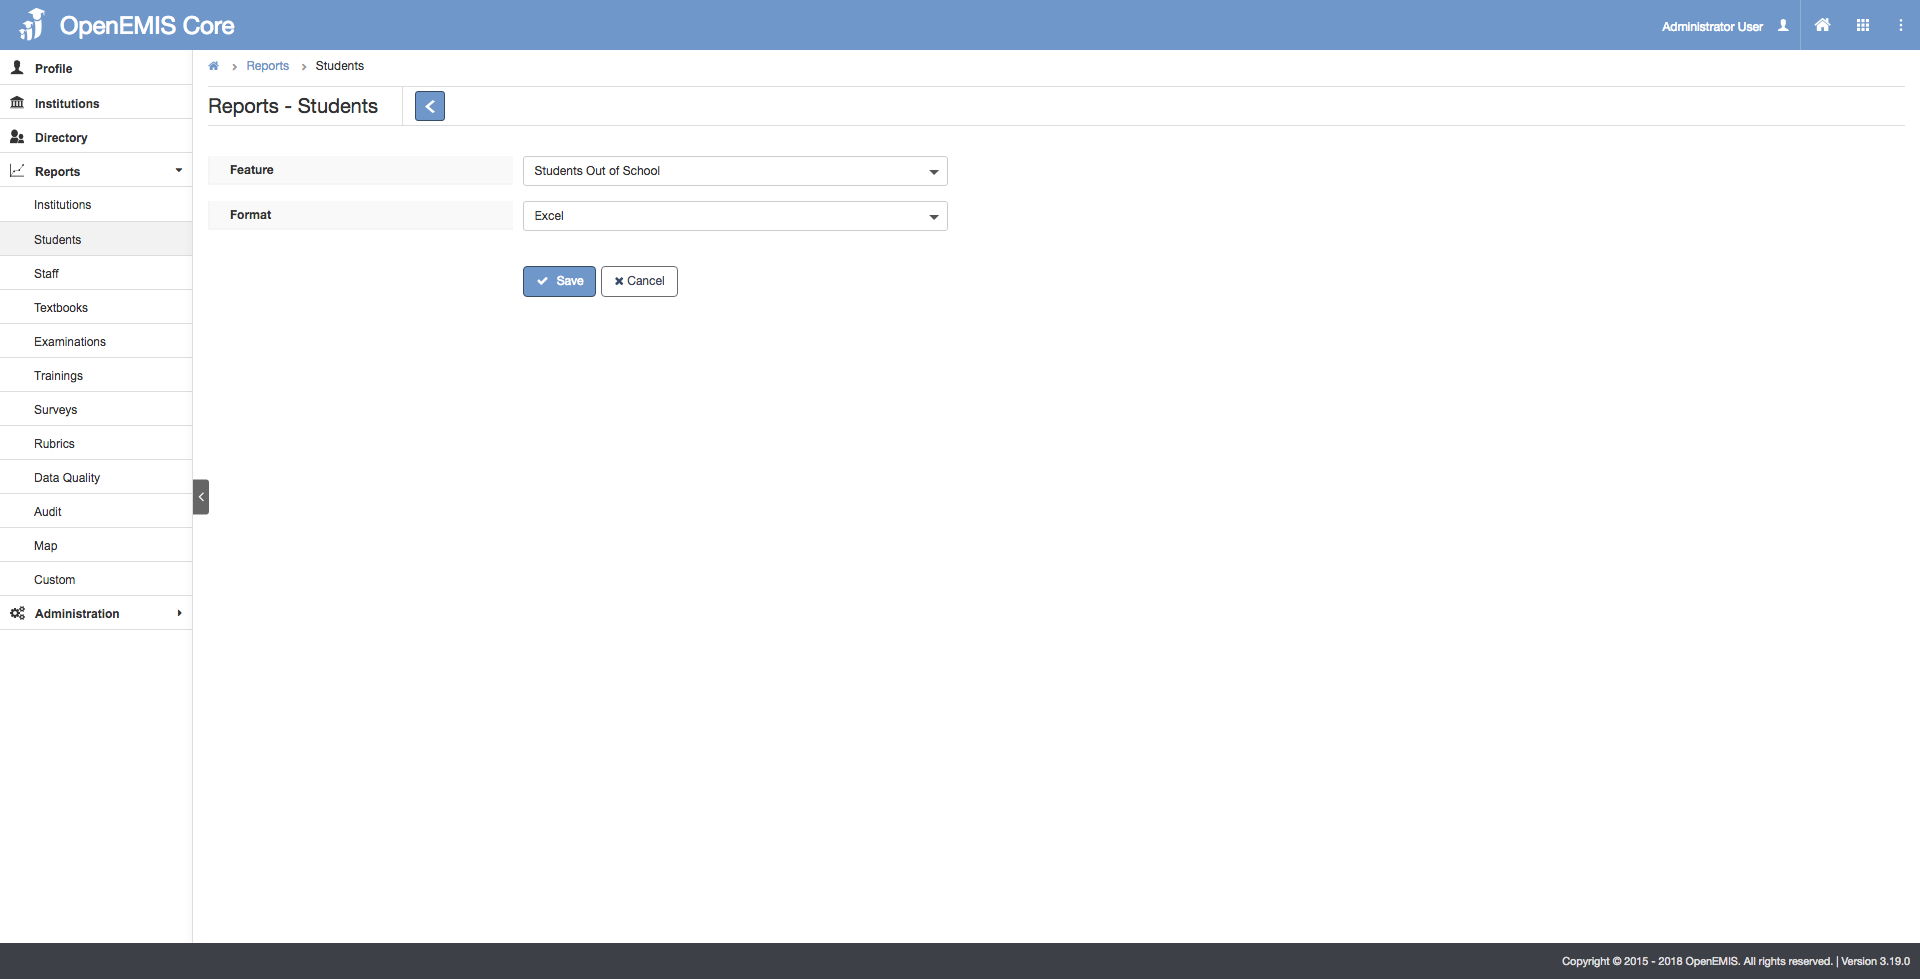 OpenEMIS Core
Administrator User
Profile
Institutions
Directory
Reports
Institutions
Students
Staff
Textbooks
Examinations
Trainings
Surveys
Rubrics
Data Quality
Audit
Map
Custom
Administration
Reports > Students
Reports - Students
Feature
Students Out of School
Format
Excel
Save
Cancel
Copyright © 2015 - 2018 OpenEMIS. All rights reserved. | Version 3.19.0